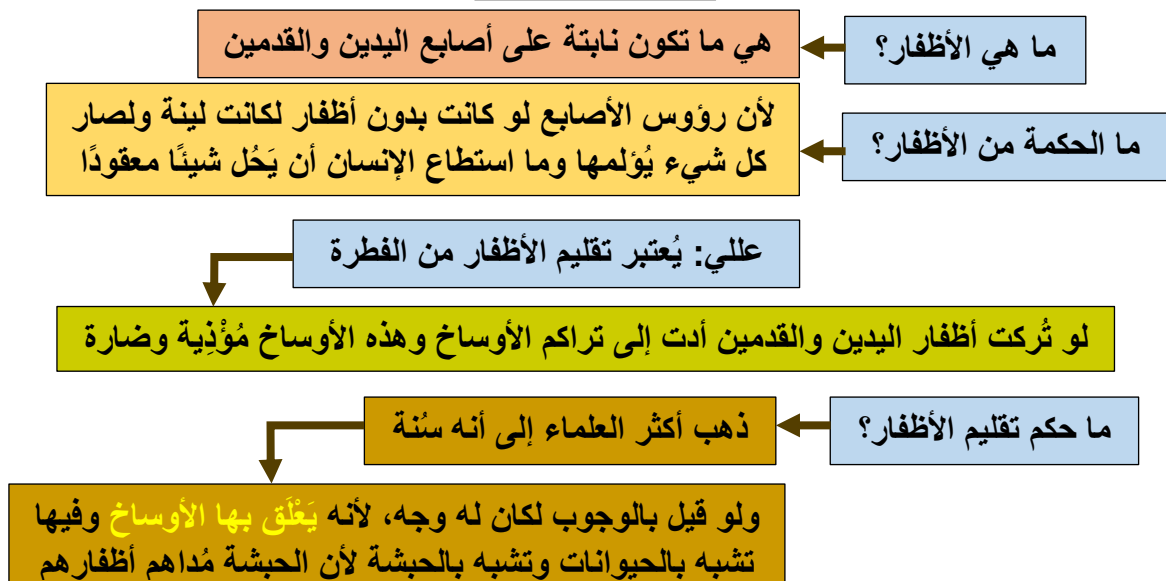 ما هي الأظفار؟
هي ما تكون نابتة على أصابع اليدين والقدمين
ما الحكمة من الأظفار؟
لأن رؤوس الأصابع لو كانت بدون أظفار لكانت لينة ولصار
كل شيء يُؤلمها وما استطاع الإنسان أن يَحُل شيئًا معقودًا
عللي: يُعتبر تقليم الأظفار من الفطرة
لو تُركت أظفار اليدين والقدمين أدت إلى تراكم الأوساخ وهذه الأوساخ مُؤْذِية وضارة
ما حكم تقليم الأظفار؟
ذهب أكثر العلماء إلى أنه سُنة
ولو قيل بالوجوب لكان له وجه، لأنه يَعْلَق بها الأوساخ وفيها
تشبه بالحيوانات وتشبه بالحبشة لأن الحبشة مُداهم أظفارهم